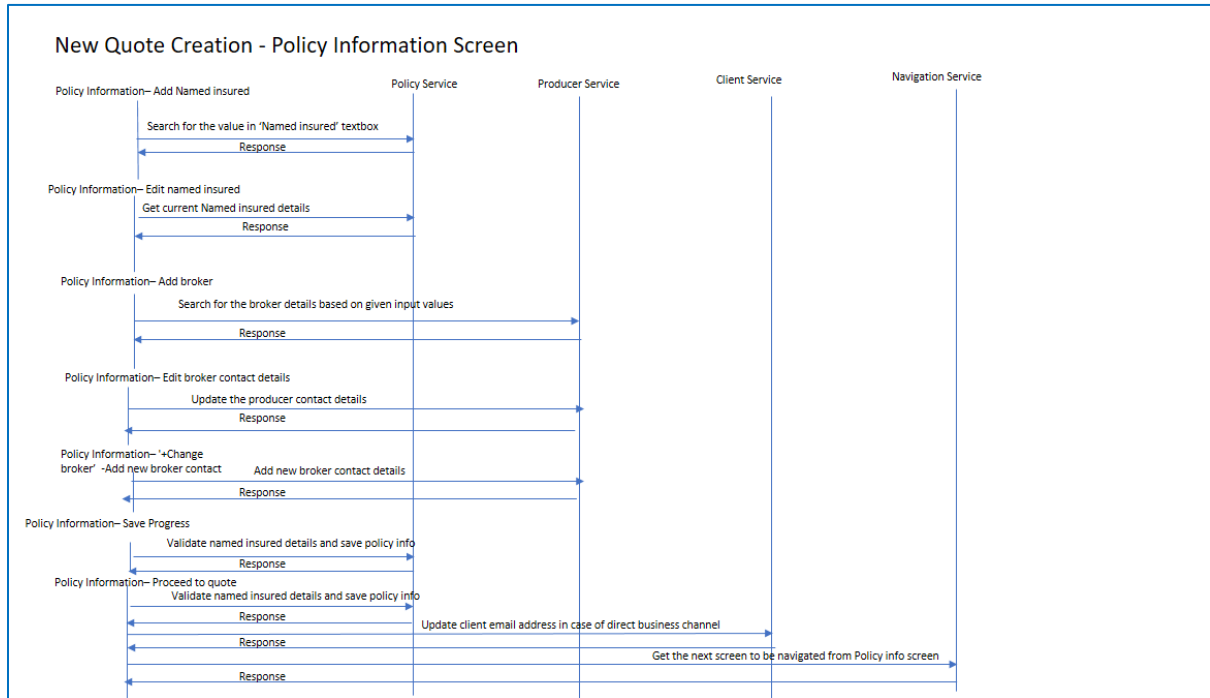 New Quote Creation - Policy Information Screen
Policy Service
Producer Service
Client Service
Navigation Service
Policy Information– Add Named insured
Search for the value in ‘Named insured’ textbox
Response
Policy Information– Edit named insured
Get current Named insured details
Response
Policy Information– Add broker
Search for the broker details based on given input values
Response
Policy Information– Edit broker contact details
Update the producer contact details
Response
Policy Information– '+Change
broker’ -Add new broker contact
Add new broker contact details
Response
Policy Information– Save Progress
Validate named insured details and save policy info
Response
Policy Information– Proceed to quote
Validate named insured details and save policy info
Response
Update client email address in case of direct business channel
Response
Get the next screen to be navigated from Policy info screen
Response